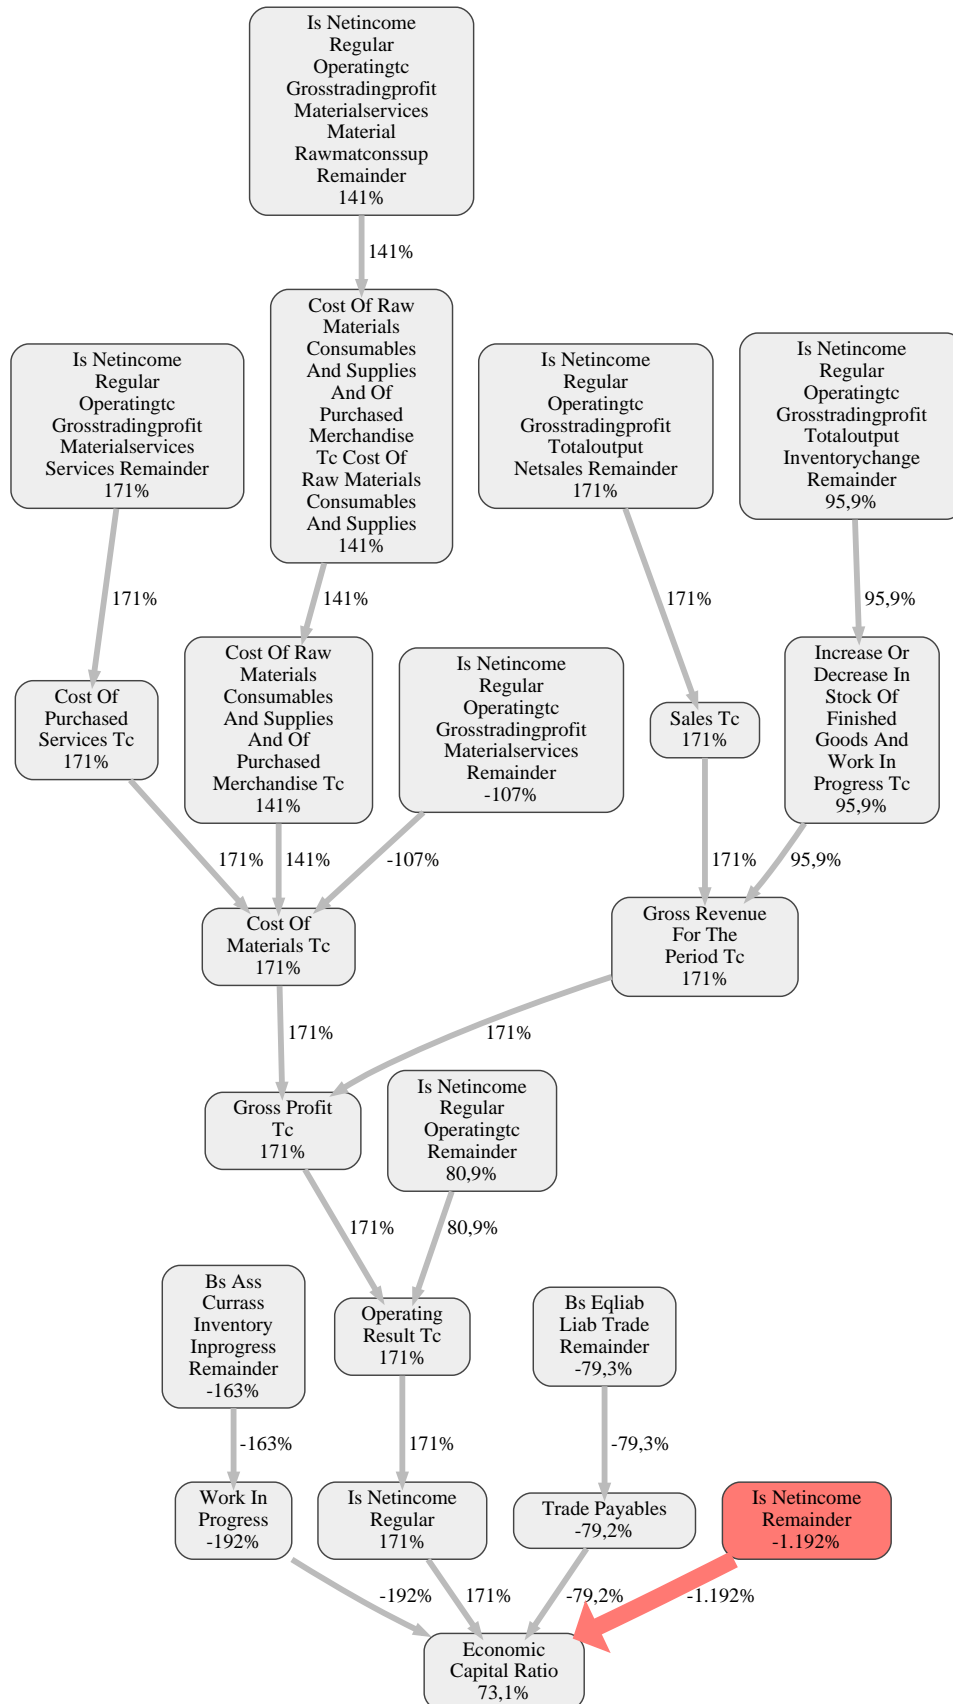 Is Netincome
Regular
Operatingtc
Grosstradingprofit
Materialservices
Material
Rawmatconssup
Remainder
141%
141%
Cost Of Raw
Materials
Consumables
And Supplies
And Of
Purchased
Merchandise
Tc Cost Of
Raw Materials
Consumables
And Supplies
141%
Is Netincome
Regular
Operatingtc
Grosstradingprofit
Materialservices
Services Remainder
171%
Is Netincome
Regular
Operatingtc
Grosstradingprofit
Totaloutput
Netsales Remainder
171%
Is Netincome
Regular
Operatingtc
Grosstradingprofit
Totaloutput
Inventorychange
Remainder
95,9%
171%
141%
171%
95,9%
Cost Of
Purchased
Services Tc
171%
Cost Of Raw
Materials
Consumables
And Supplies
And Of
Purchased
Merchandise Tc
141%
Is Netincome
Regular
Operatingtc
Grosstradingprofit
Materialservices
Remainder
-107%
Sales Tc
171%
Increase Or
Decrease In
Stock Of
Finished
Goods And
Work In
Progress Tc
95,9%
171%
141%
-107%
171%
95,9%
Cost Of
Materials Tc
171%
Gross Revenue
For The
Period Tc
171%
171%
171%
Gross Profit
Tc
171%
Is Netincome
Regular
Operatingtc
Remainder
80,9%
171%
80,9%
Bs Ass
Currass
Inventory
Inprogress
Remainder
-163%
Operating
Result Tc
171%
Bs Eqliab
Liab Trade
Remainder
-79,3%
-163%
171%
-79,3%
Work In
Progress
-192%
Is Netincome
Regular
171%
Trade Payables
-79,2%
Is Netincome
Remainder
-1.192%
-192%
171%
-79,2%
-1.192%
Economic
Capital Ratio
73,1%